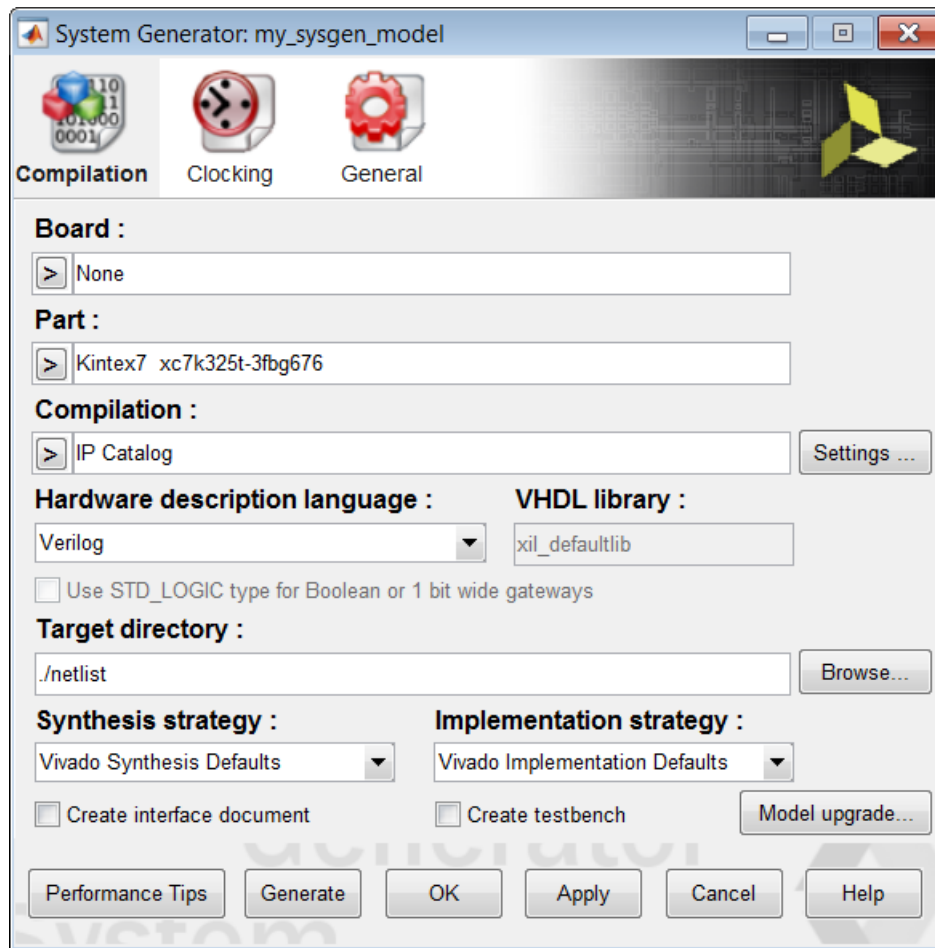 System Generator: my_sysgen_model
Compilation
Clocking
General
Board :
> None
Part :
> Kintex7 xc7k325t-3fbg676
Compilation :
> IP Catalog
Settings ...
Hardware description language :
VHDL library :
Verilog
xil_defaultlib
Use STD_LOGIC type for Boolean or 1 bit wide gateways
Target directory :
./netlist
Browse...
Synthesis strategy :
Implementation strategy :
Vivado Synthesis Defaults
Vivado Implementation Defaults
Create interface document
Create testbench
Model upgrade...
Generator
Performance Tips
Generate
OK
Apply
Cancel
Help
System